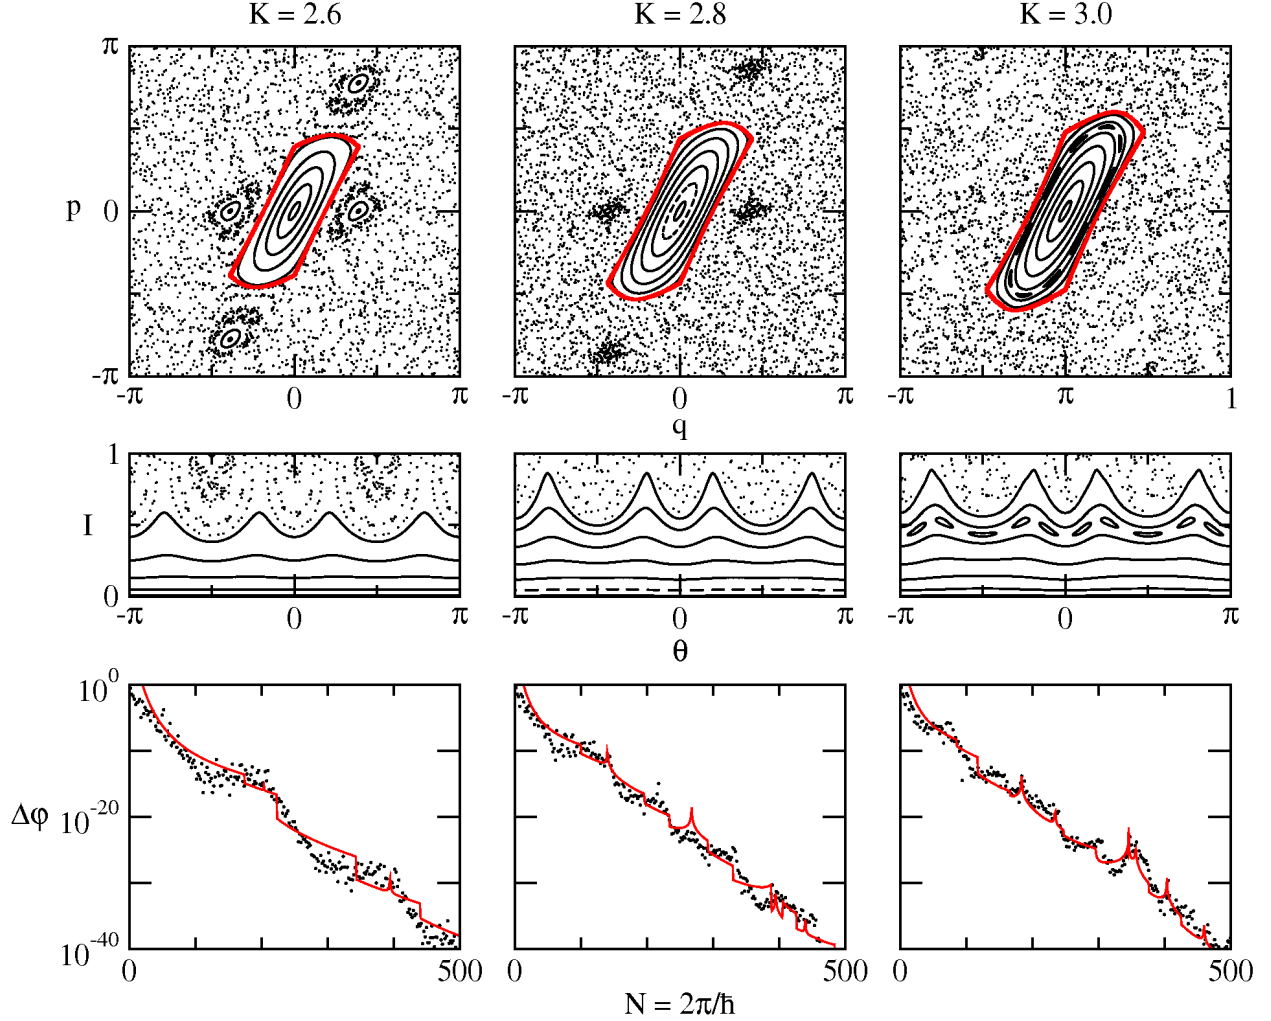 K = 2.6 K = 2.8 K = 3.0
π
p 0
-π
-π 0 π -π 0 π -π π 1
q
1
I
0
-π 0 π -π 0 π -π 0 π
θ
10^0
Δφ 10^-20
10^-40
0 500 0 500 0 500
N = 2π/ħ